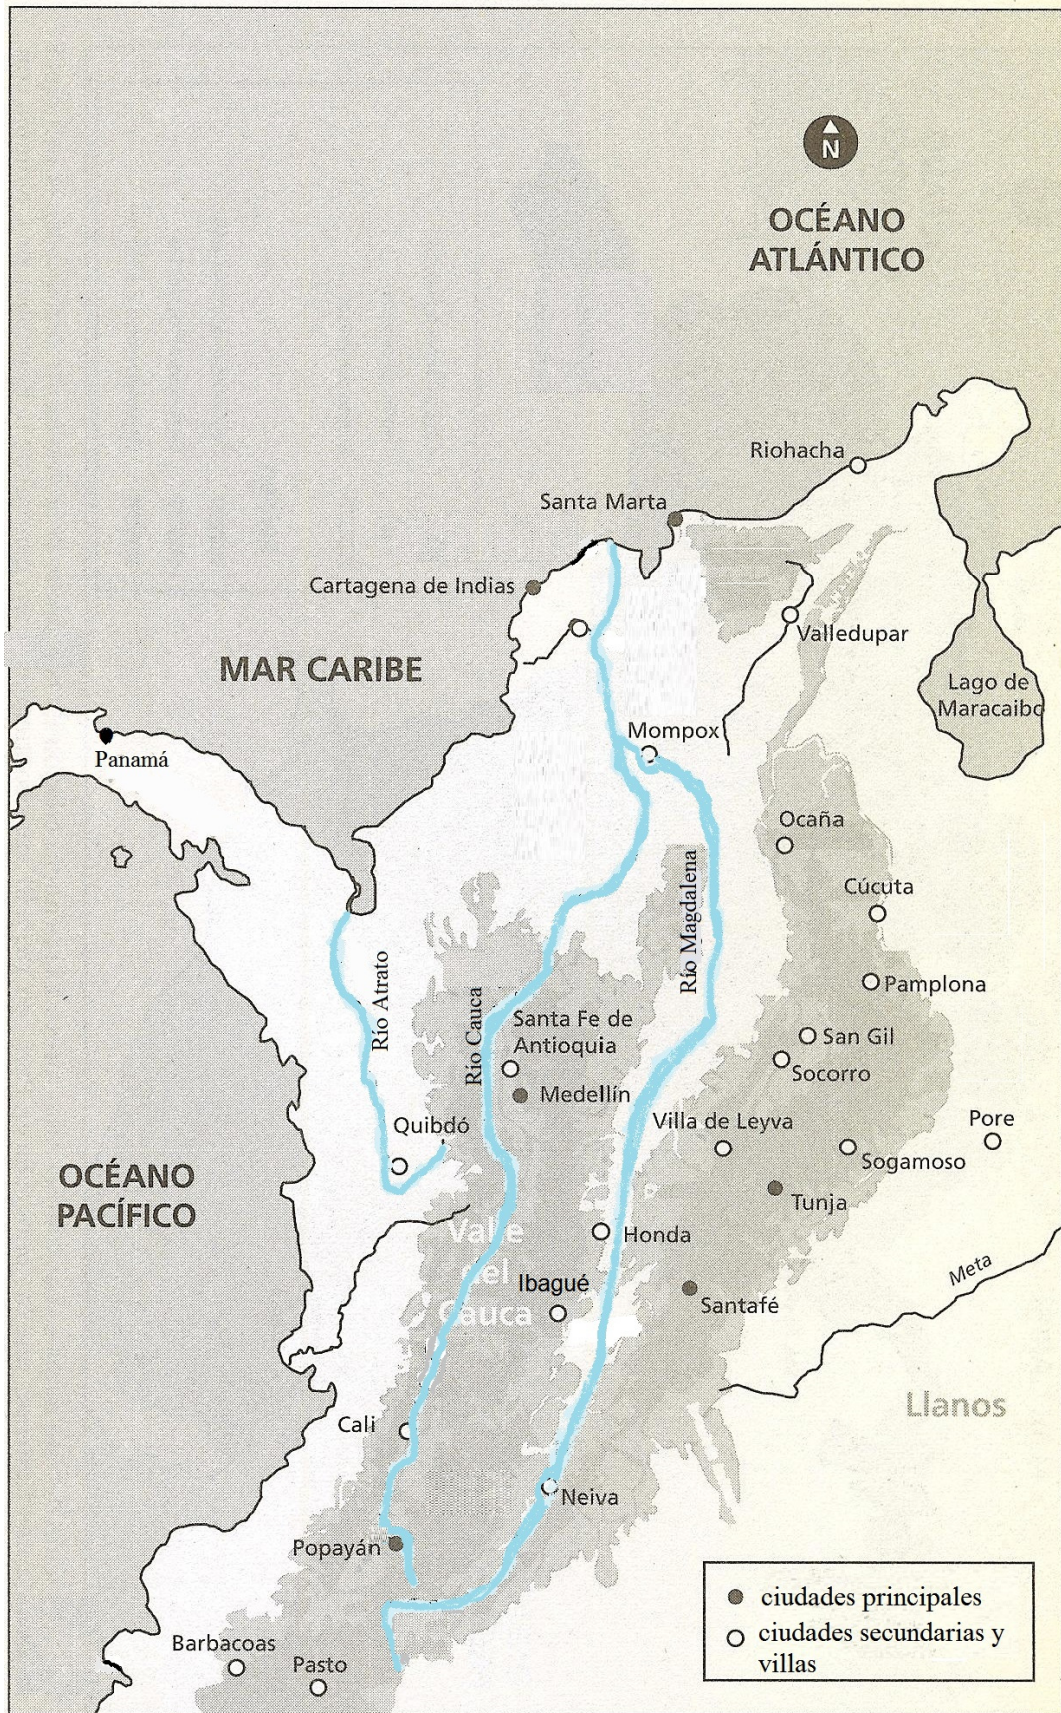 N
OCÉANO
ATLÁNTICO
Riohacha
Santa Marta
Cartagena de Indias
Valledupar
MAR CARIBE
Lago de
Maracaibo
Mompox
Panamá
Ocaña
Cúcuta
Río Magdalena
Río Atrato
Río Cauca
Pamplona
Santa Fe de
Antioquia
San Gil
Socorro
Medellín
Villa de Leyva
Pore
Quibdó
Sogamoso
OCÉANO
PACÍFICO
Tunja
Valle
del
Cauca
Honda
Ibagué
Meta
Santafé
Llanos
Cali
Neiva
Popayán
ciudades principales
ciudades secundarias y
villas
Barbacoas
Pasto